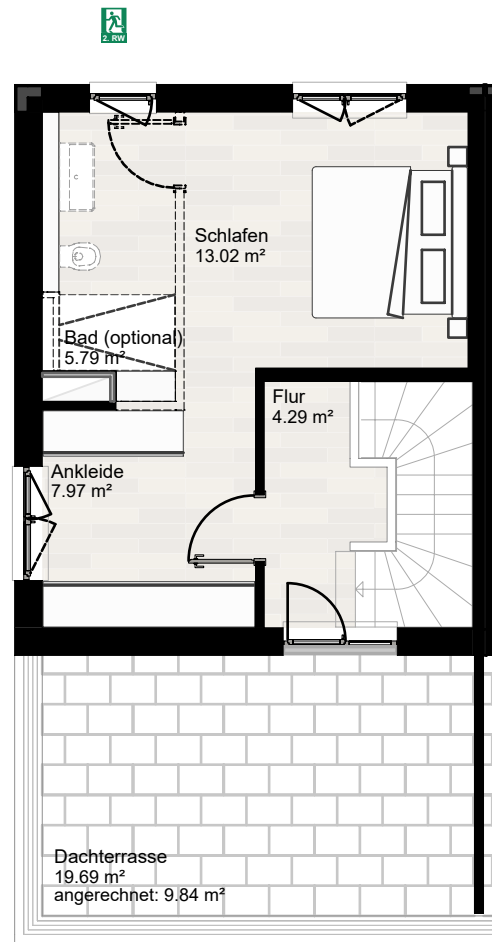 2. RW
Schlafen
13.02 m²
Bad (optional)
5.79 m²
Flur
4.29 m²
Ankleide
7.97 m²
Dachterrasse
19.69 m²
angerechnet: 9.84 m²